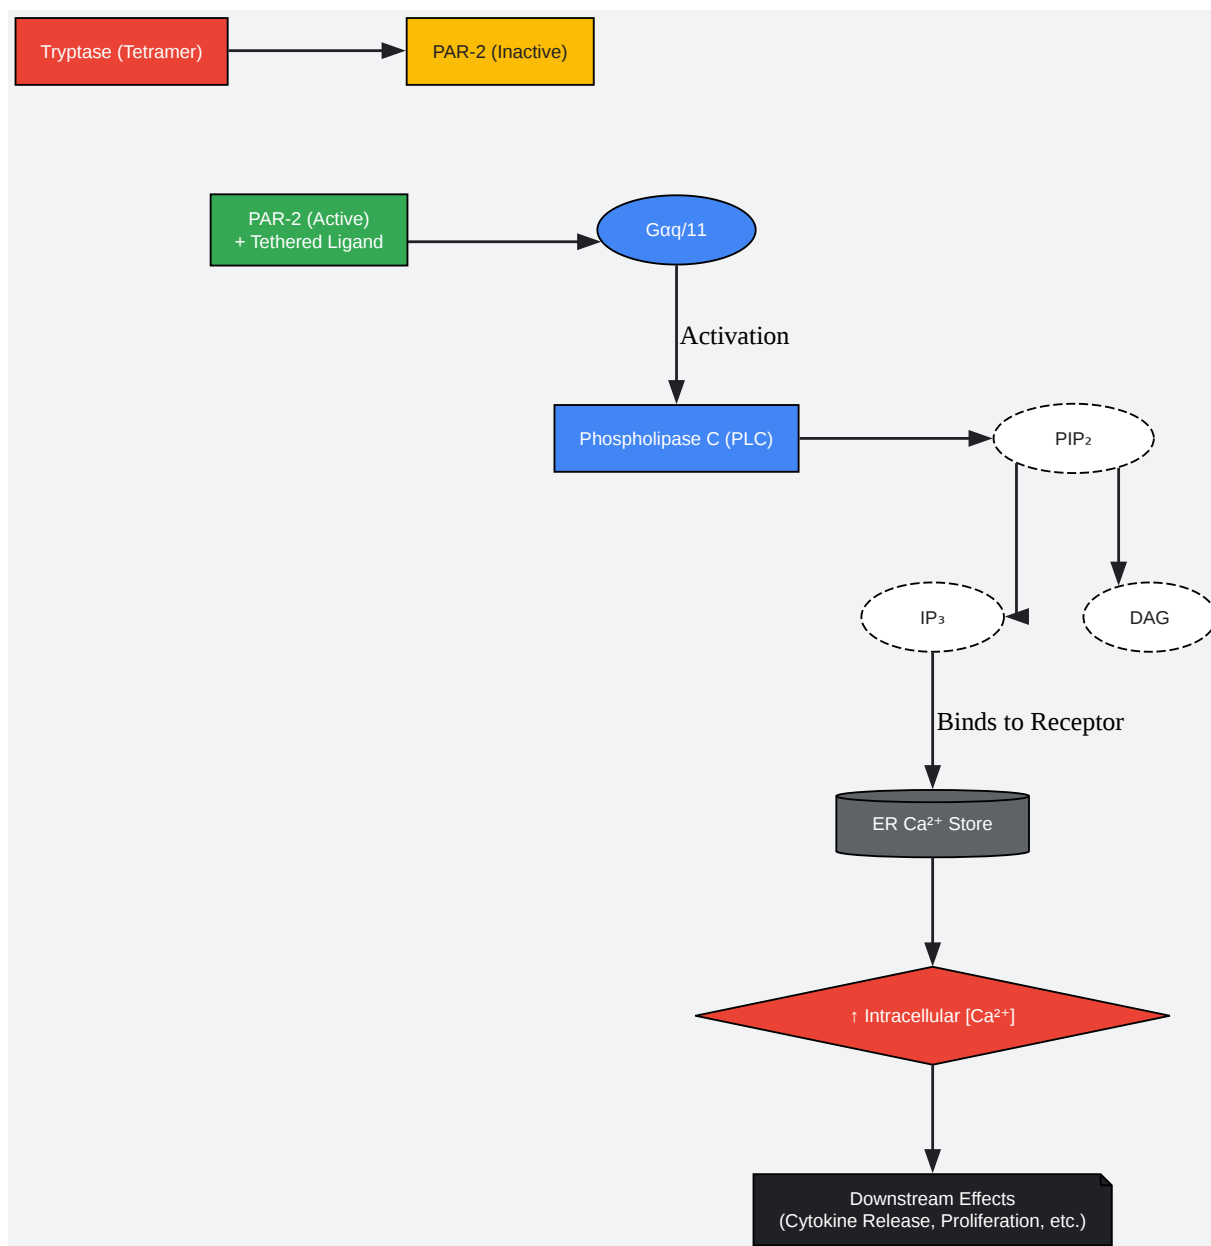 Tryptase (Tetramer)
PAR-2 (Inactive)
PAR-2 (Active)
+ Tethered Ligand
Gαq/11
Activation
Phospholipase C (PLC)
PIP₂
IP₃
DAG
Binds to Receptor
ER Ca²⁺ Store
↑ Intracellular [Ca²⁺]
Downstream Effects
(Cytokine Release, Proliferation, etc.)